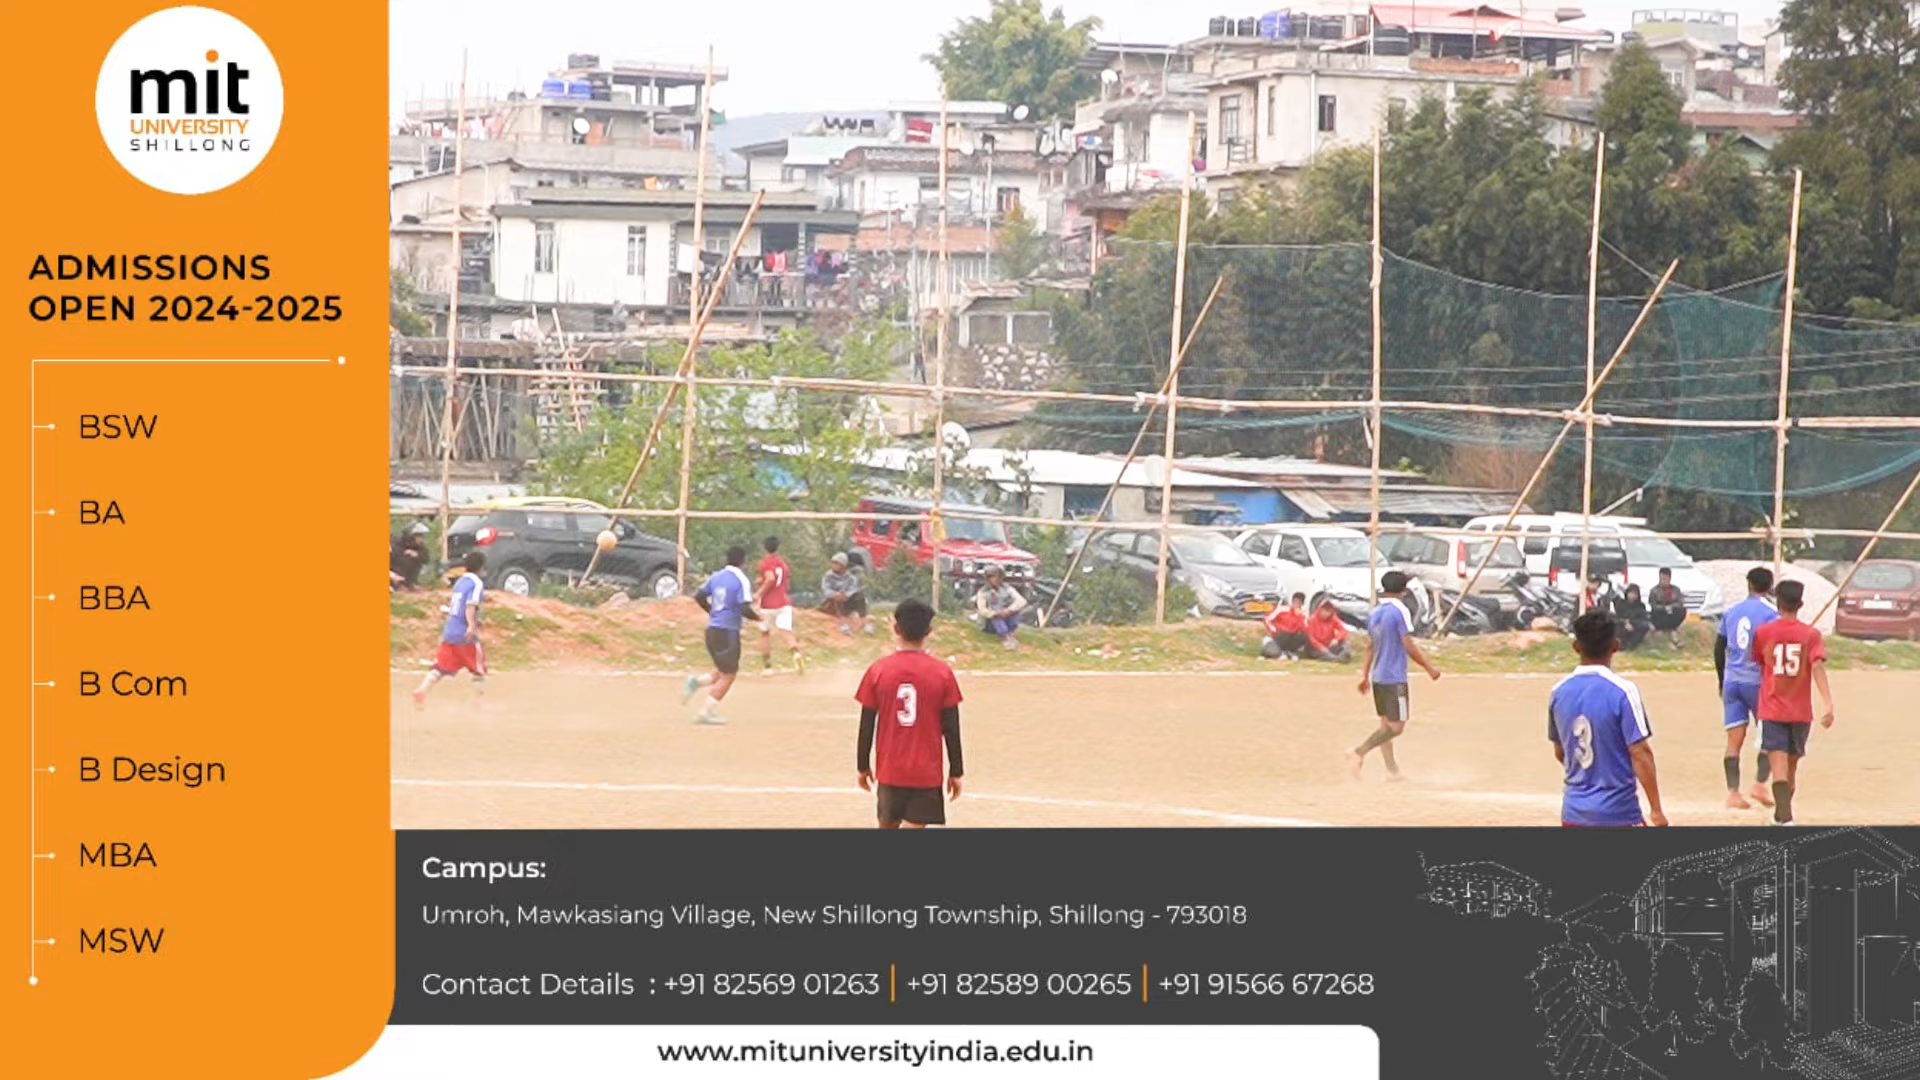 mit
UNIVERSITY
SHILLONG
ADMISSIONS
OPEN 2024-2025
BSW
BA
BBA
B Com
B Design
MBA
MSW
7
3
3
6
15
Campus:
Umroh, Mawkasiang Village, New Shillong Township, Shillong - 793018
Contact Details : +91 82569 01263 | +91 82589 00265 | +91 91566 67268
www.mituniversityindia.edu.in